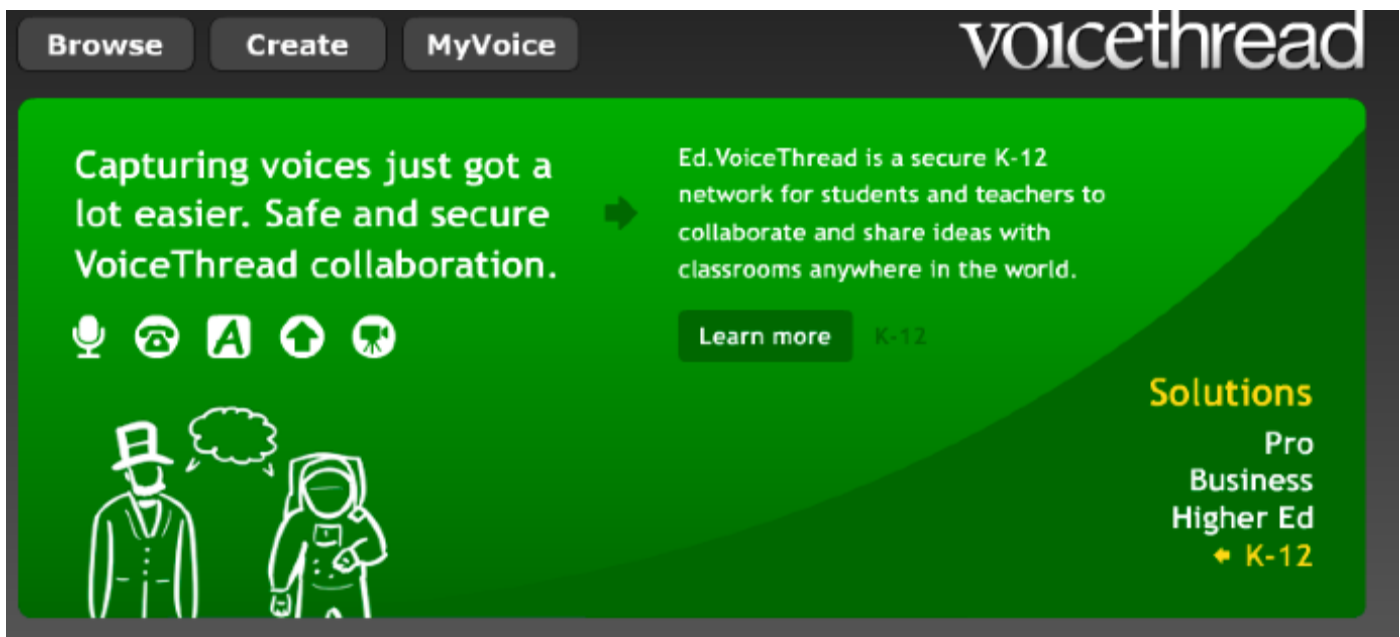 Browse Create MyVoice
voicethread
Capturing voices just got a
lot easier. Safe and secure
VoiceThread collaboration.
Ed.VoiceThread is a secure K-12
network for students and teachers to
collaborate and share ideas with
classrooms anywhere in the world.
A
Learn more K-12
Solutions
Pro
Business
Higher Ed
K-12